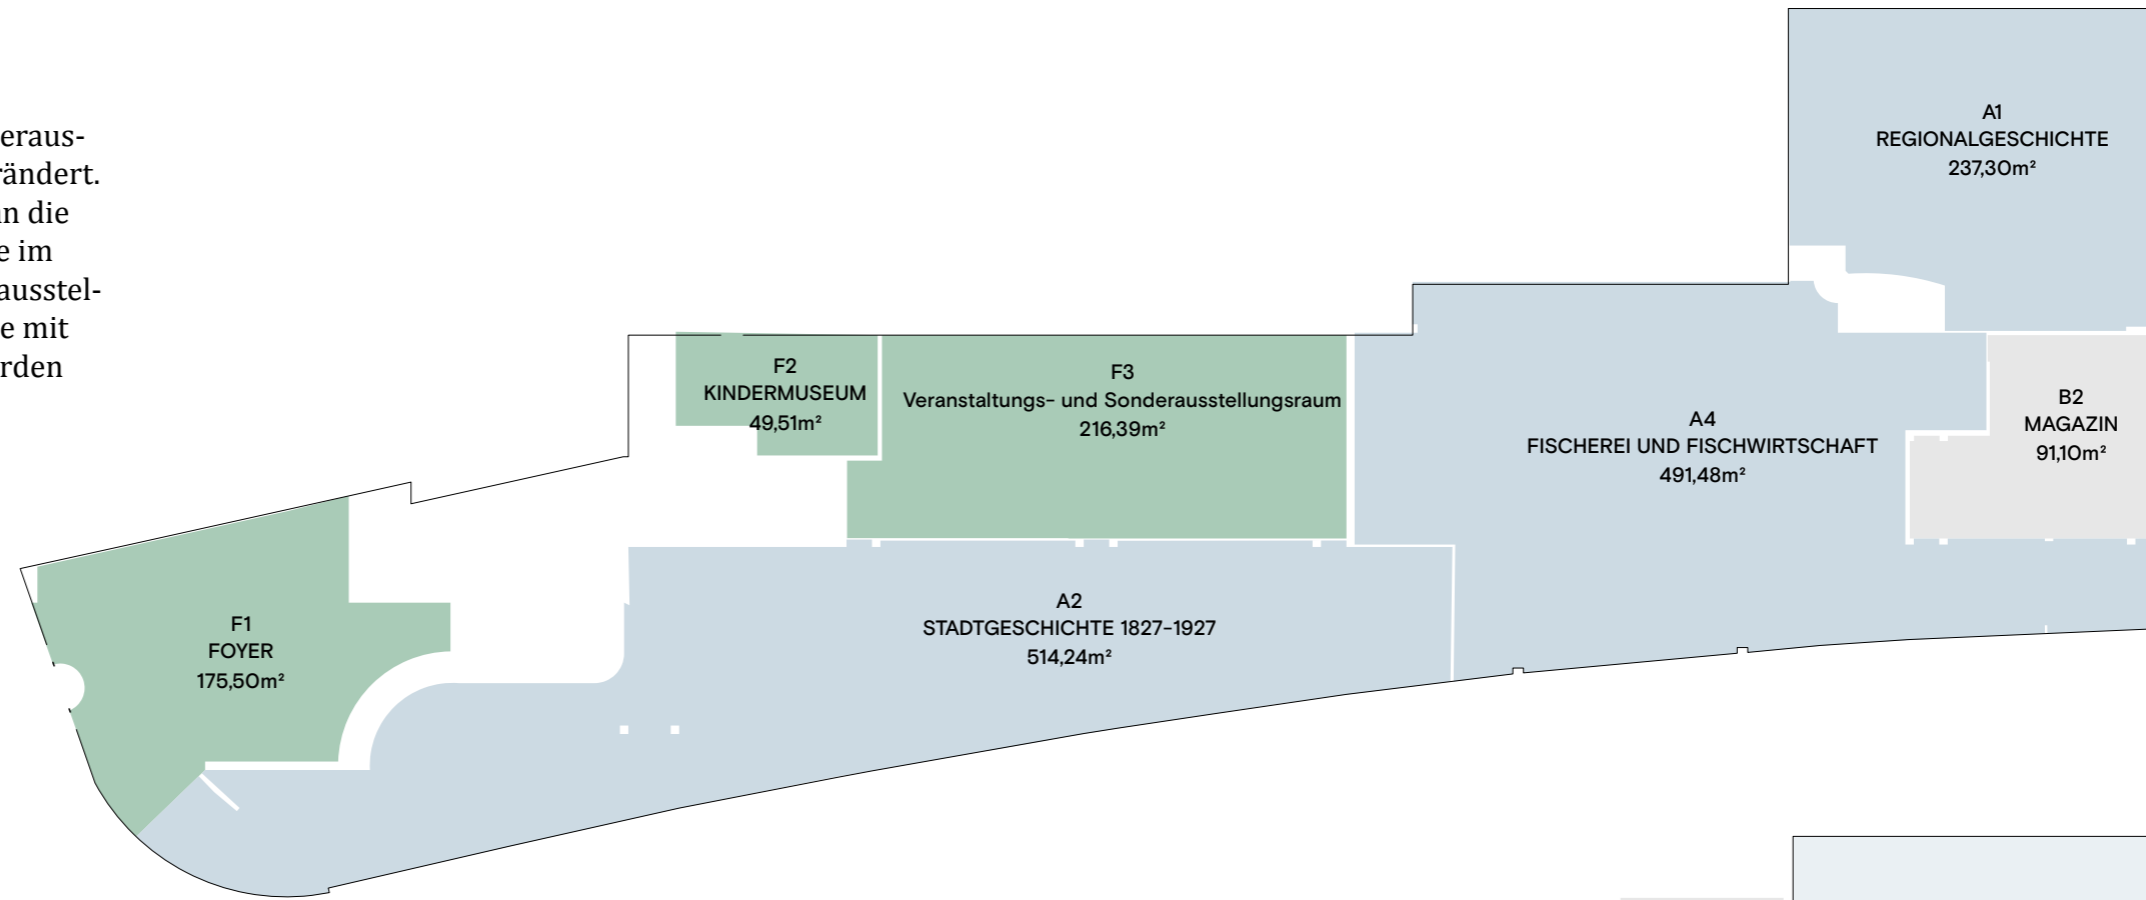 eraus-
rändert.
an die
e im
ausstel-
e mit
rden
A1
REGIONALGESCHICHTE
237,30m²
F2
KINDERMUSEUM
49,51m²
F3
Veranstaltungs- und Sonderausstellungsraum
216,39m²
A4
FISCHEREI UND FISCHWIRTSCHAFT
491,48m²
B2
MAGAZIN
91,10m²
F1
FOYER
175,50m²
A2
STADTGESCHICHTE 1827-1927
514,24m²